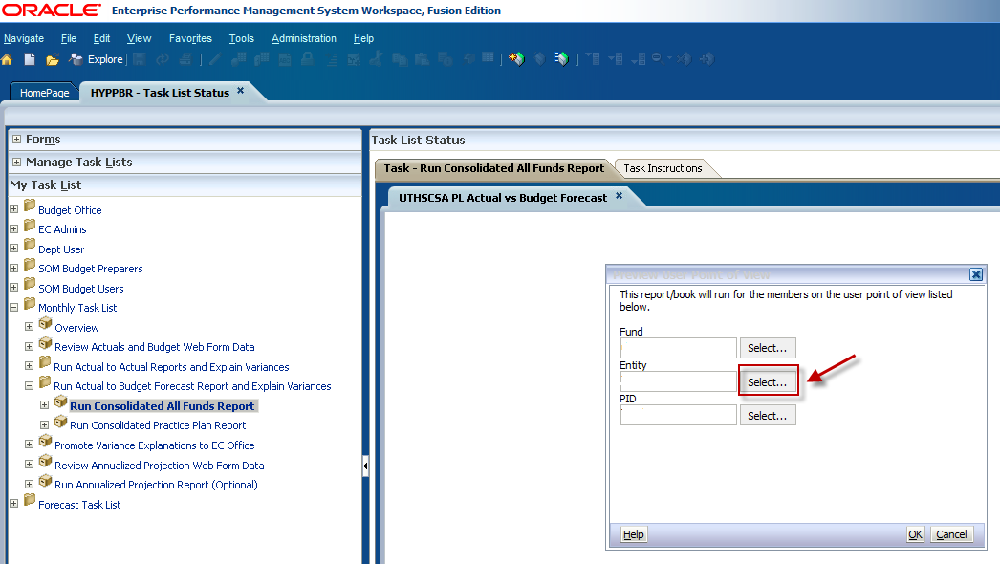 ORACLE® Enterprise Performance Management System Workspace, Fusion Edition
Navigate File Edit View Favorites Tools Administration Help
Explore
HomePage HYPPBR - Task List Status
Forms
Manage Task Lists
My Task List
Budget Office
EC Admins
Dept User
SOM Budget Preparers
SOM Budget Users
Monthly Task List
Overview
Review Actuals and Budget Web Form Data
Run Actual to Actual Reports and Explain Variances
Run Actual to Budget Forecast Report and Explain Variances
Run Consolidated All Funds Report
Run Consolidated Practice Plan Report
Promote Variance Explanations to EC Office
Review Annualized Projection Web Form Data
Run Annualized Projection Report (Optional)
Forecast Task List
Task List Status
Task - Run Consolidated All Funds Report Task Instructions
UTHSCSA PL Actual vs Budget Forecast
Preview User Point of View
This report/book will run for the members on the user point of view listed
below.
Fund
Select...
Entity
Select...
PID
Select...
Help OK Cancel